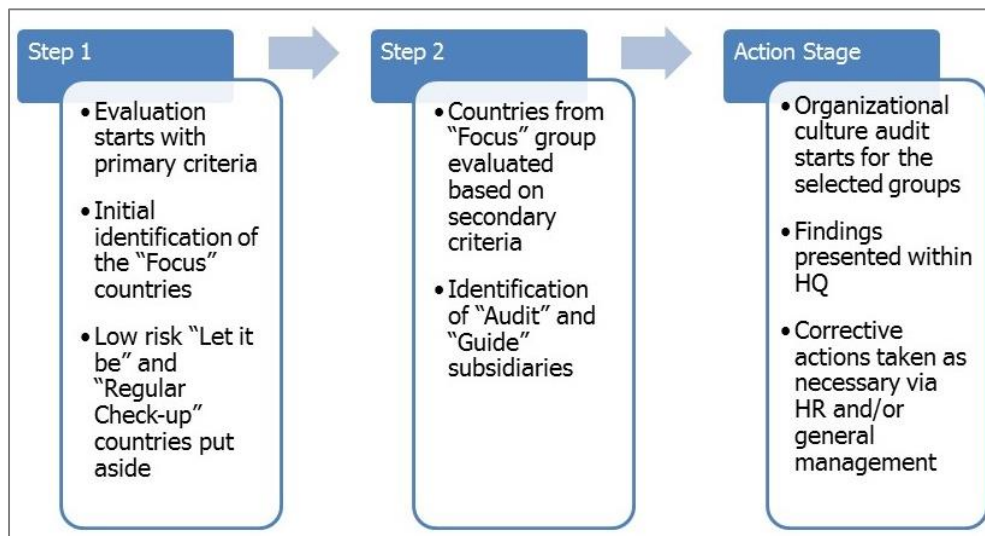 Step 1
• Evaluation
starts with
primary criteria
• Initial
identification of
the “Focus”
countries
• Low risk “Let it
be” and
“Regular
Check-up”
countries put
aside
Step 2
• Countries from
“Focus” group
evaluated
based on
secondary
criteria
• Identification
of “Audit” and
“Guide”
subsidiaries
Action Stage
• Organizational
culture audit
starts for the
selected groups
• Findings
presented within
HQ
• Corrective
actions taken as
necessary via
HR and/or
general
management